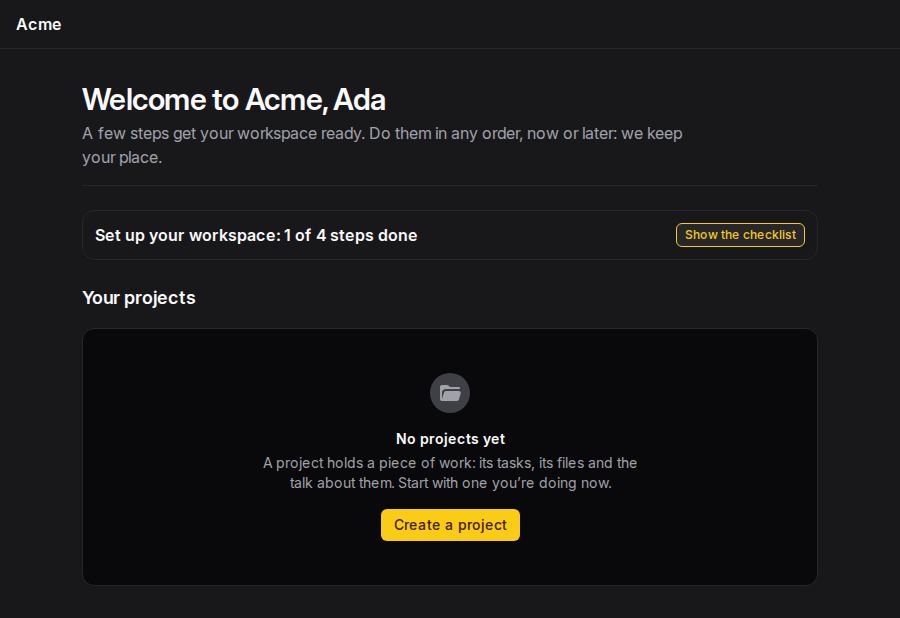 Acme
Welcome to Acme, Ada
A few steps get your workspace ready. Do them in any order, now or later: we keep
your place.
Set up your workspace: 1 of 4 steps done
Show the checklist
Your projects
No projects yet
A project holds a piece of work: its tasks, its files and the
talk about them. Start with one you’re doing now.
Create a project